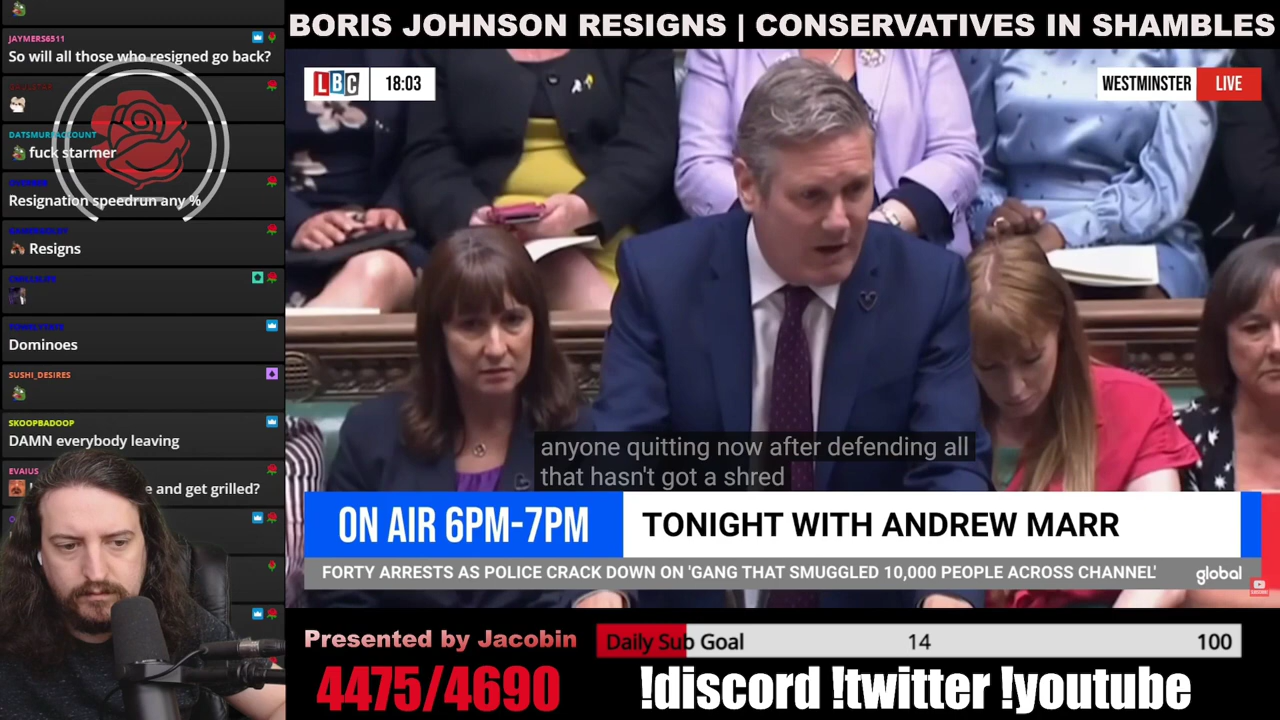 BORIS JOHNSON RESIGNS | CONSERVATIVES IN SHAMBLES
JAYMERS6511
So will all those who resigned go back?
fuck starmer
Resignation speedrun any %
Resigns
Dominoes
SUSHI_DESIRES
SKOOPBADOOP
DAMN everybody leaving
EVAIUS
e and get grilled?
LBC
18:03
WESTMINSTER
LIVE
anyone quitting now after defending all
that hasn't got a shred
ON AIR 6PM-7PM
TONIGHT WITH ANDREW MARR
FORTY ARRESTS AS POLICE CRACK DOWN ON 'GANG THAT SMUGGLED 10,000 PEOPLE ACROSS CHANNEL'
global
Presented by Jacobin
Daily Sub Goal
14
100
4475/4690
!discord !twitter !youtube